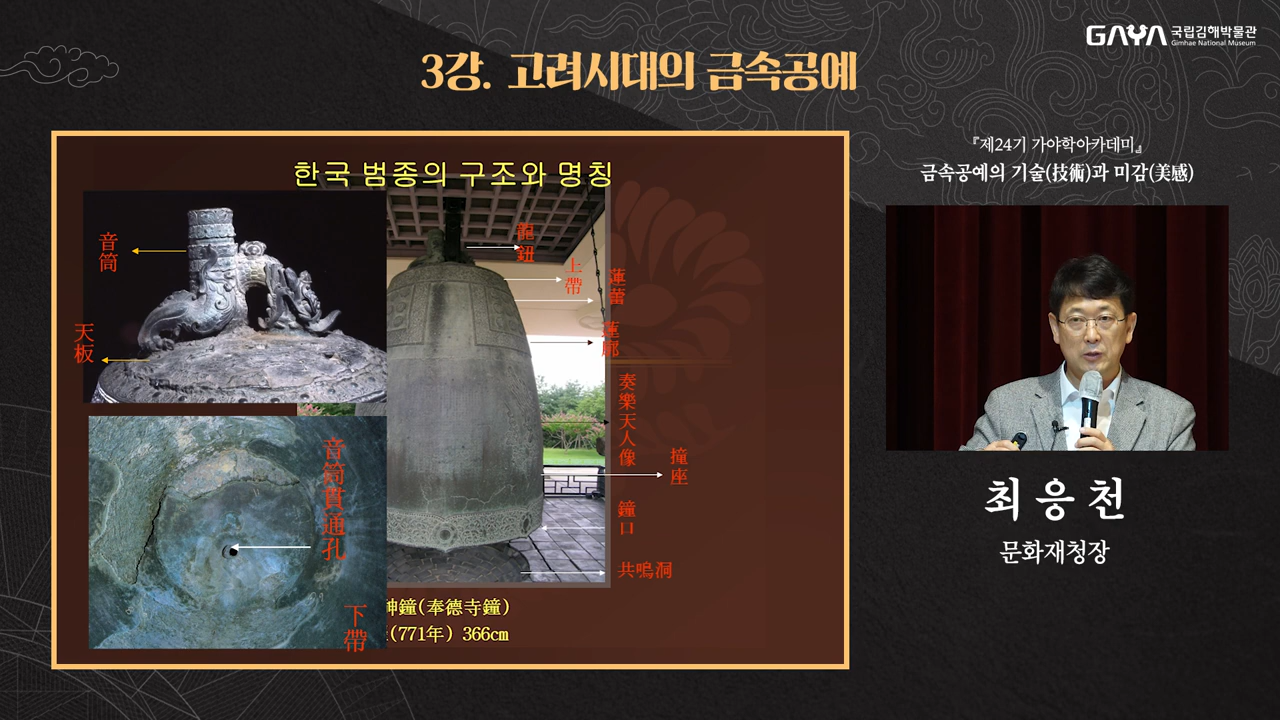 GAYA 국립김해박물관
Gimhae National Museum
3강. 고려시대의 금속공예
『제24기 가야학아카데미』
금속공예의 기술(技術)과 미감(美感)
한국 범종의 구조와 명칭
音筒
天板
龍鈕
上帶
蓮蕾
蓮廓
奏樂天人像
撞座
鐘口
共鳴洞
音筒貫通孔
下帶
神鐘(奉德寺鐘)
(771年) 366cm
최응천
문화재청장